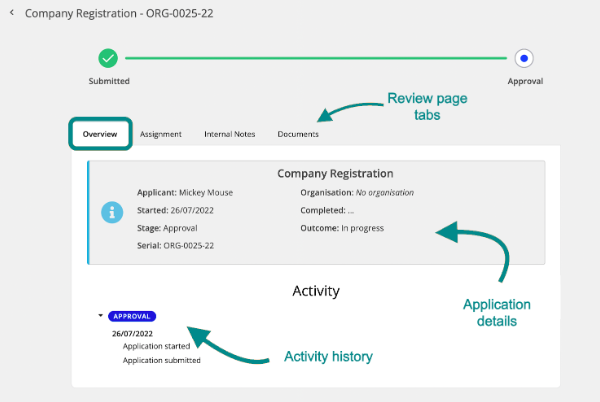 Company Registration - ORG-0025-22
Submitted
Approval
Review page
tabs
Overview Assignment Internal Notes Documents
Company Registration
Applicant: Mickey Mouse Organisation: No organisation
Started: 26/07/2022 Completed: ...
Stage: Approval Outcome: In progress
Serial: ORG-0025-22
Application
details
Activity
APPROVAL
26/07/2022
Application started
Application submitted
Activity history